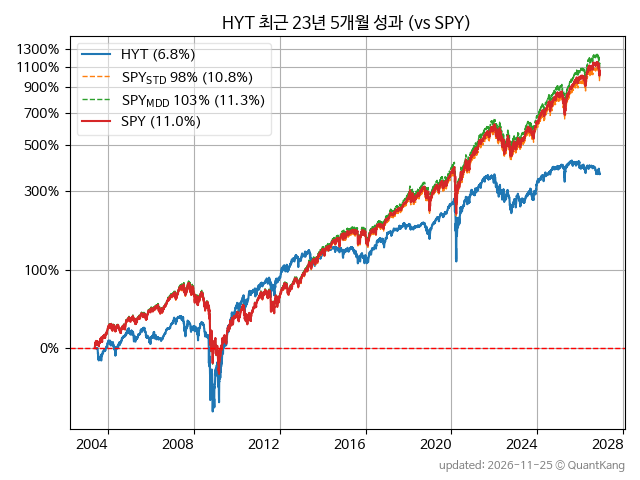 HYT 최근 23년 5개월 성과 (vs SPY)
HYT (6.8%)
SPY_STD 98% (10.8%)
SPY_MDD 103% (11.3%)
SPY (11.0%)
1300%
1100%
900%
700%
500%
300%
100%
0%
2004 2008 2012 2016 2020 2024 2028
updated: 2026-11-25 © QuantKang